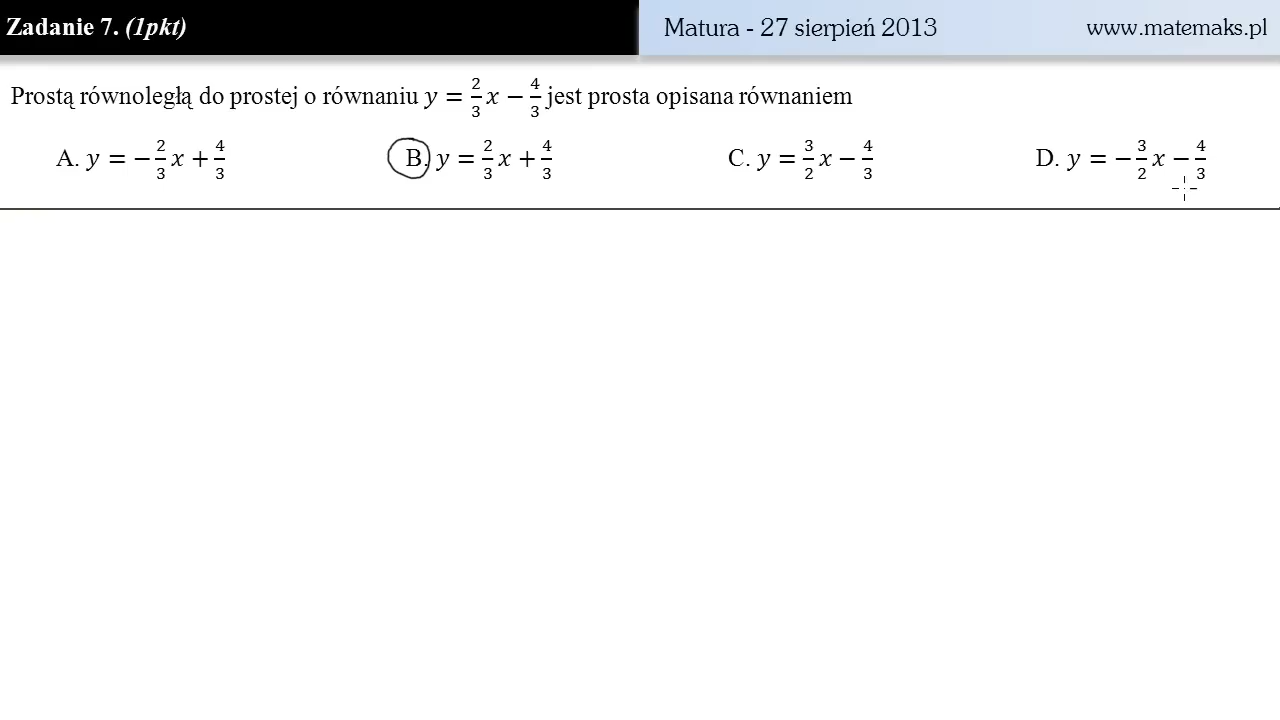 Zadanie 7. (1pkt)
Matura - 27 sierpień 2013
www.matemaks.pl
Prostą równoległą do prostej o równaniu y = 2/3 x − 4/3 jest prosta opisana równaniem
A. y = −2/3 x + 4/3
B. y = 2/3 x + 4/3
C. y = 3/2 x − 4/3
D. y = −3/2 x − 4/3